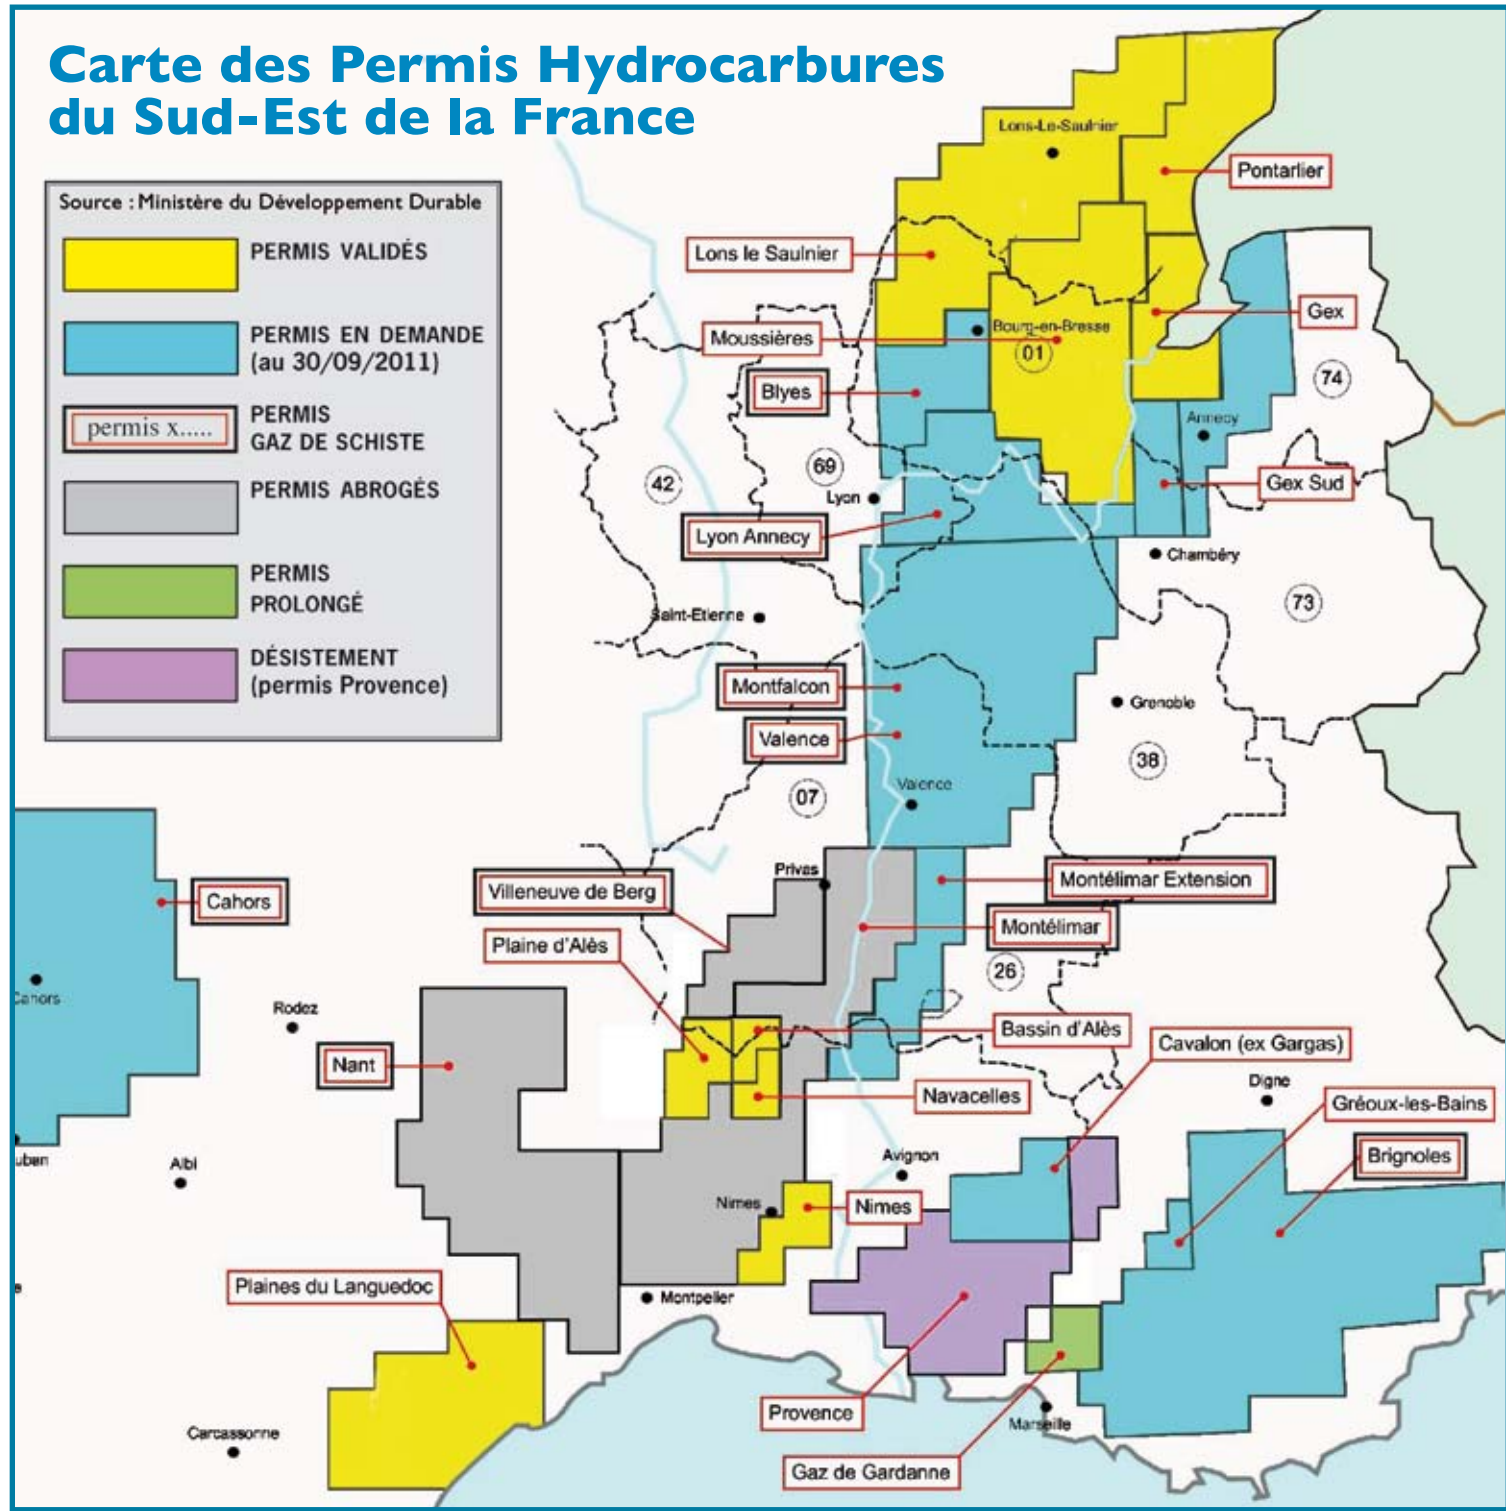 Carte des Permis Hydrocarbures
du Sud-Est de la France
Source : Ministère du Développement Durable
PERMIS VALIDÉS
PERMIS EN DEMANDE
(au 30/09/2011)
permis x.....
PERMIS
GAZ DE SCHISTE
PERMIS ABROGÉS
PERMIS
PROLONGÉ
DÉSISTEMENT
(permis Provence)
Lons-Le-Saulnier
Pontarlier
Lons le Saulnier
Gex
Bourg-en-Bresse
Moussières
01
74
Blyes
Annecy
69
42
Gex Sud
Lyon
Lyon Annecy
Chambéry
73
Saint-Etienne
Montfalcon
Grenoble
Valence
38
Valence
07
Privas
Montélimar Extension
Villeneuve de Berg
Cahors
Montélimar
Plaine d'Alès
26
Cahors
Rodez
Bassin d'Alès
Cavalon (ex Gargas)
Nant
Digne
Navacelles
Gréoux-les-Bains
uban
Albi
Avignon
Brignoles
Nimes
Nimes
Plaines du Languedoc
e
Montpelier
Provence
Marseille
Carcassonne
Gaz de Gardanne